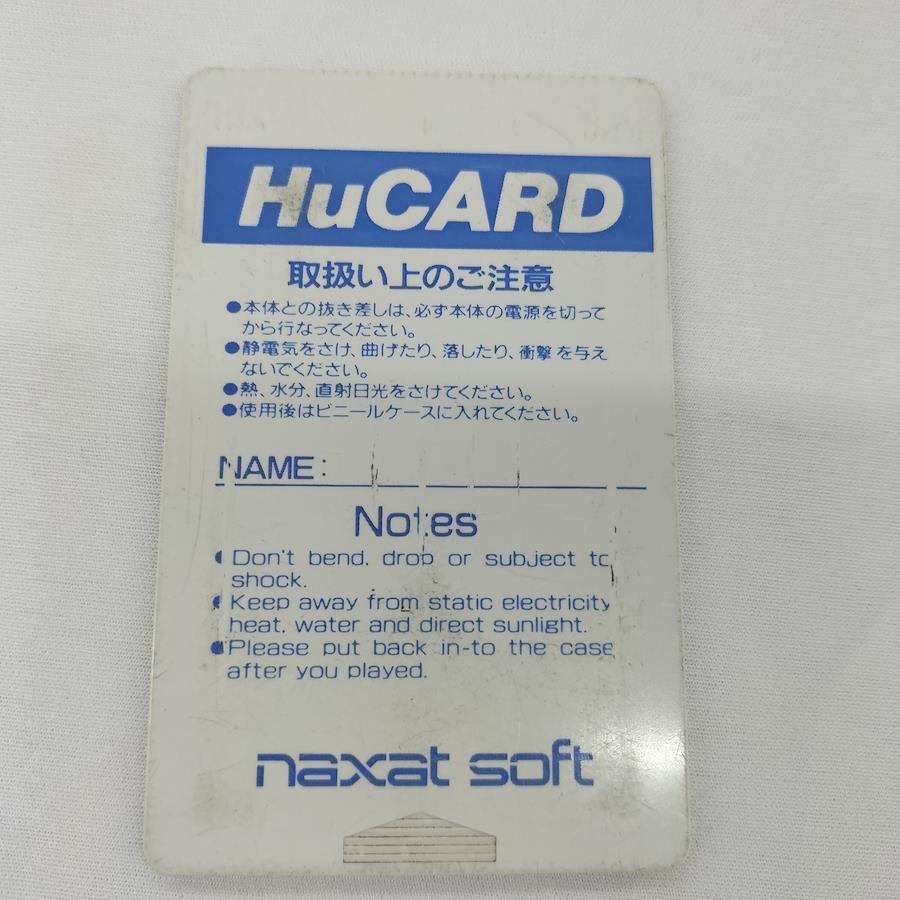 HuCARD
取扱い上のご注意
●本体との抜き差しは、必ず本体の電源を切って
から行なってください。
●静電気をさけ、曲げたり、落したり、衝撃を与え
ないでください。
●熱、水分、直射日光をさけてください。
●使用後はビニールケースに入れてください。
NAME:
Notes
●Don't bend, drop or subject to
shock.
●Keep away from static electricity
heat, water and direct sunlight.
●Please put back in-to the case
after you played.
naxat soft